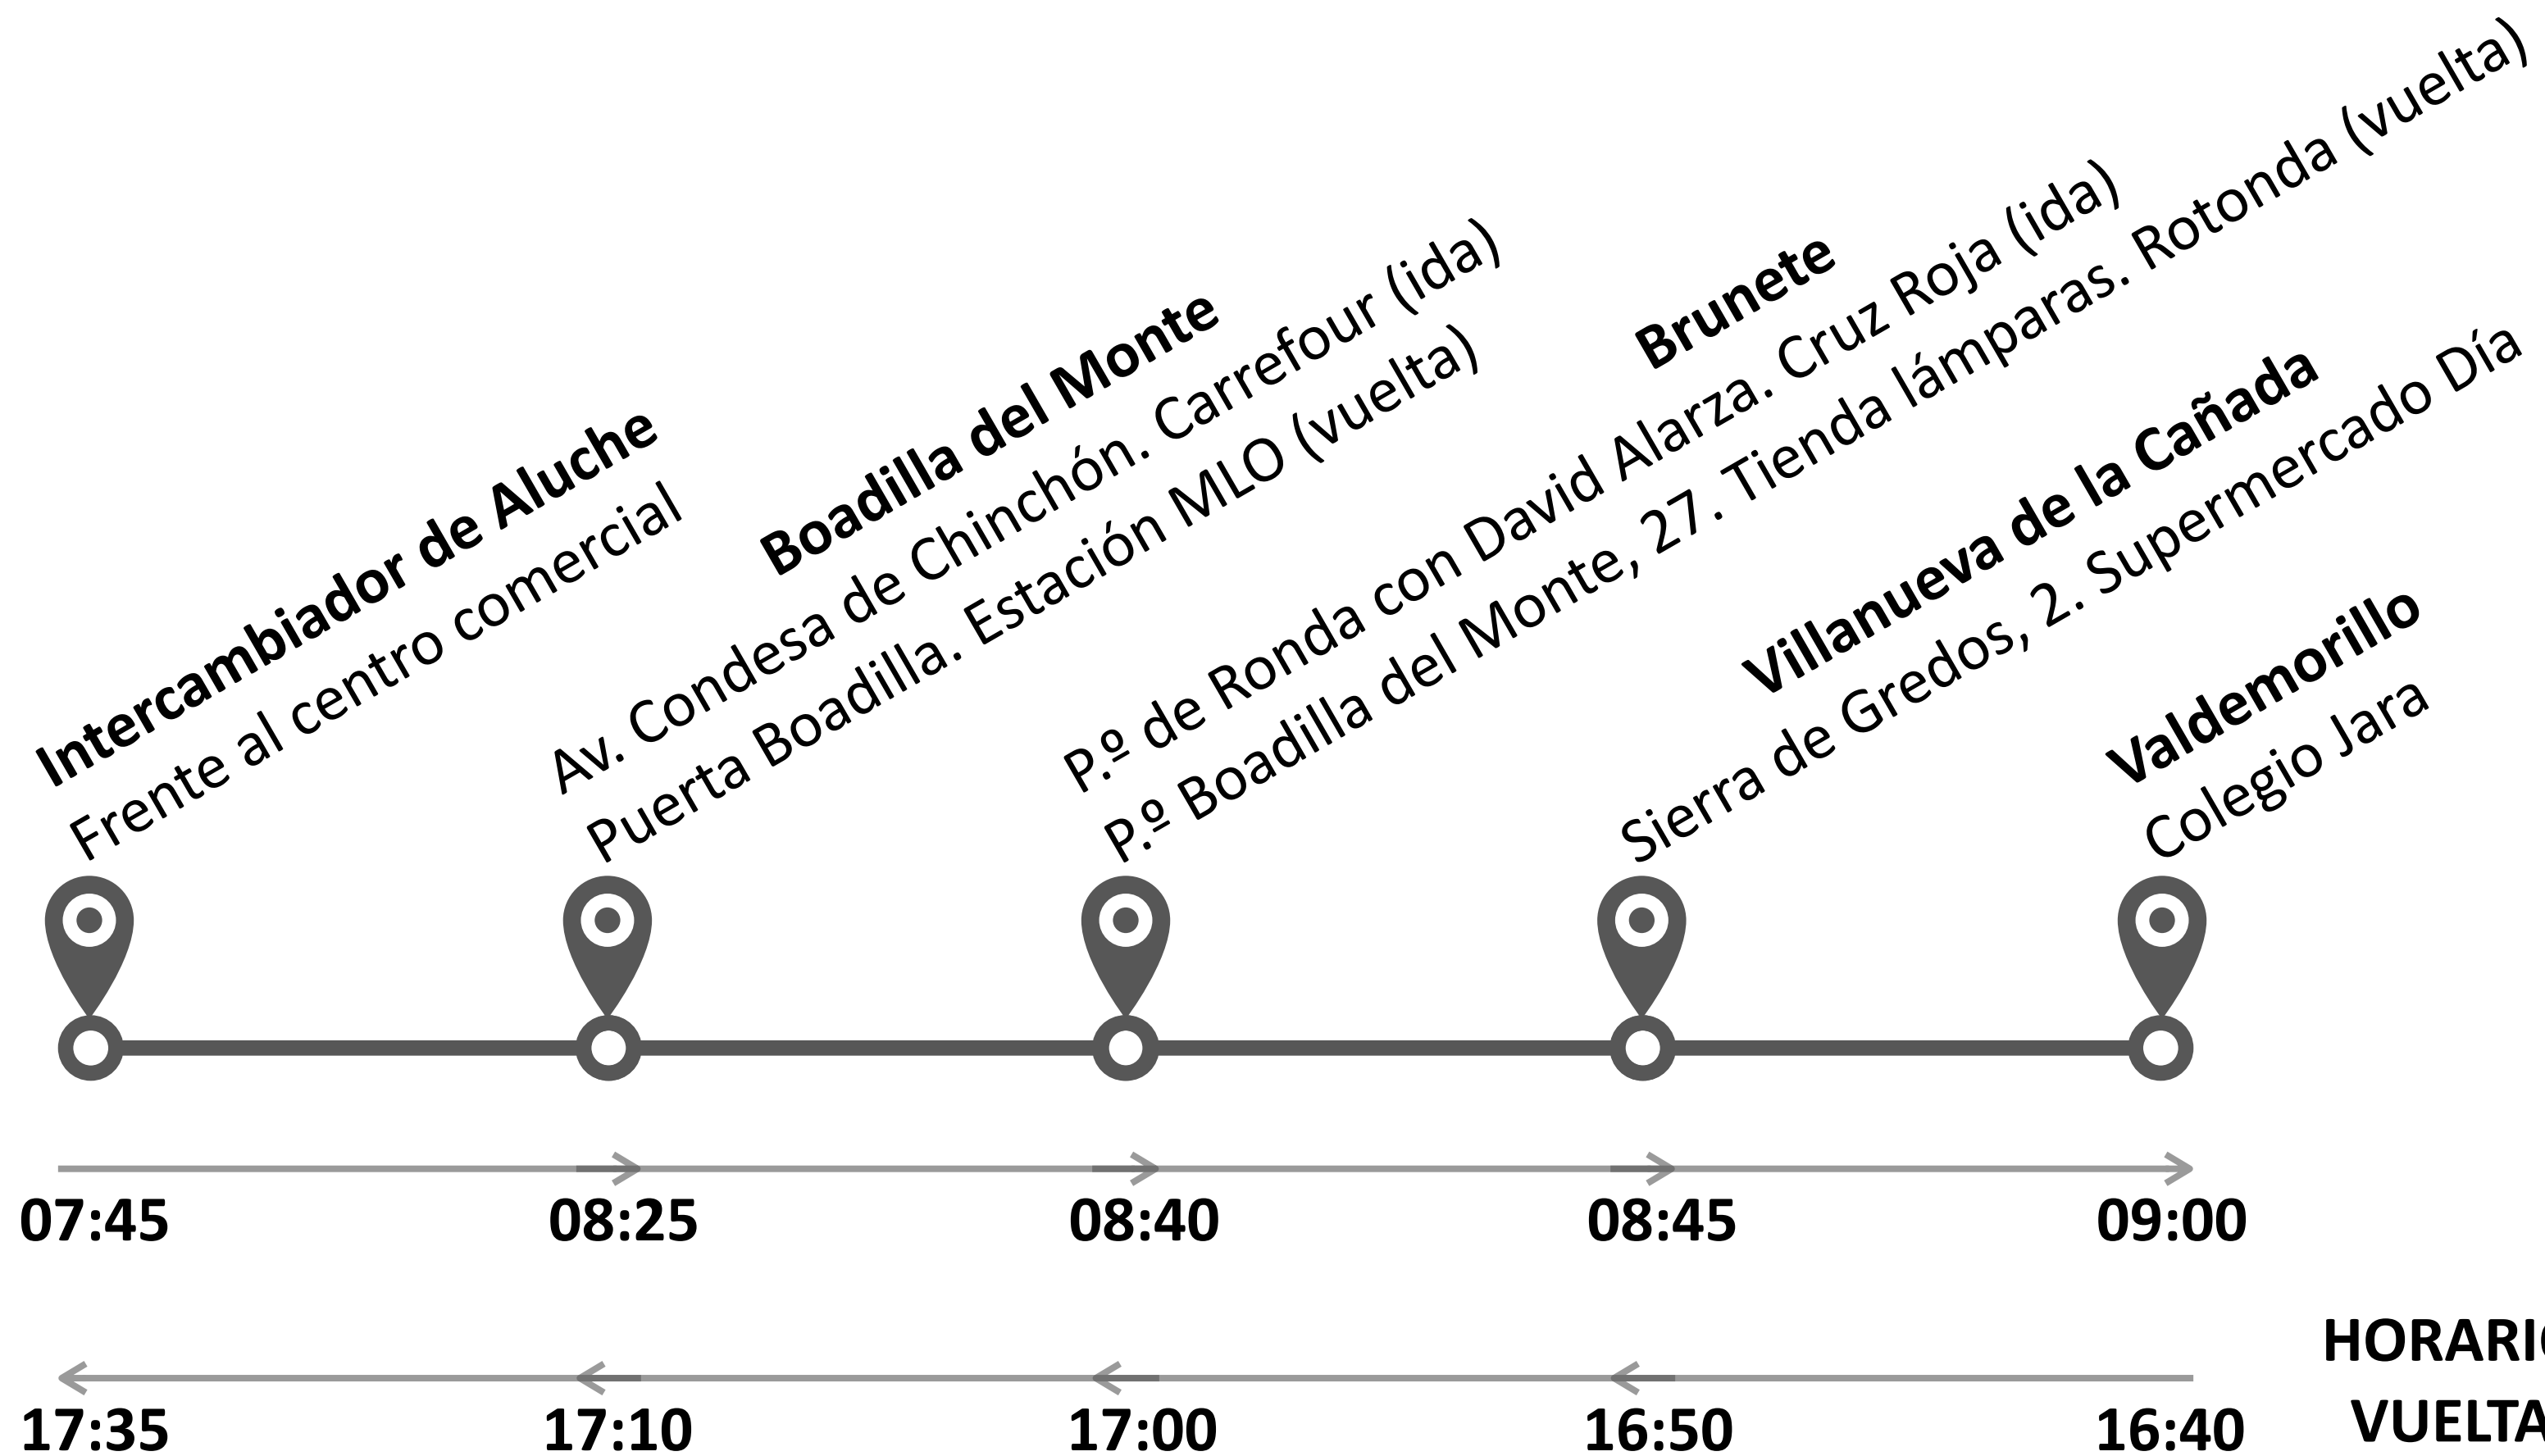 Intercambiador de Aluche
Frente al centro comercial
Boadilla del Monte
Av. Condesa de Chinchón. Carrefour (ida)
Puerta Boadilla. Estación MLO (vuelta)
Brunete
P.º de Ronda con David Alarza. Cruz Roja (ida)
P.º Boadilla del Monte, 27. Tienda lámparas. Rotonda (vuelta)
Villanueva de la Cañada
Sierra de Gredos, 2. Supermercado Día
Valdemorillo
Colegio Jara
07:45 08:25 08:40 08:45 09:00
HORARIO
VUELTA
17:35 17:10 17:00 16:50 16:40